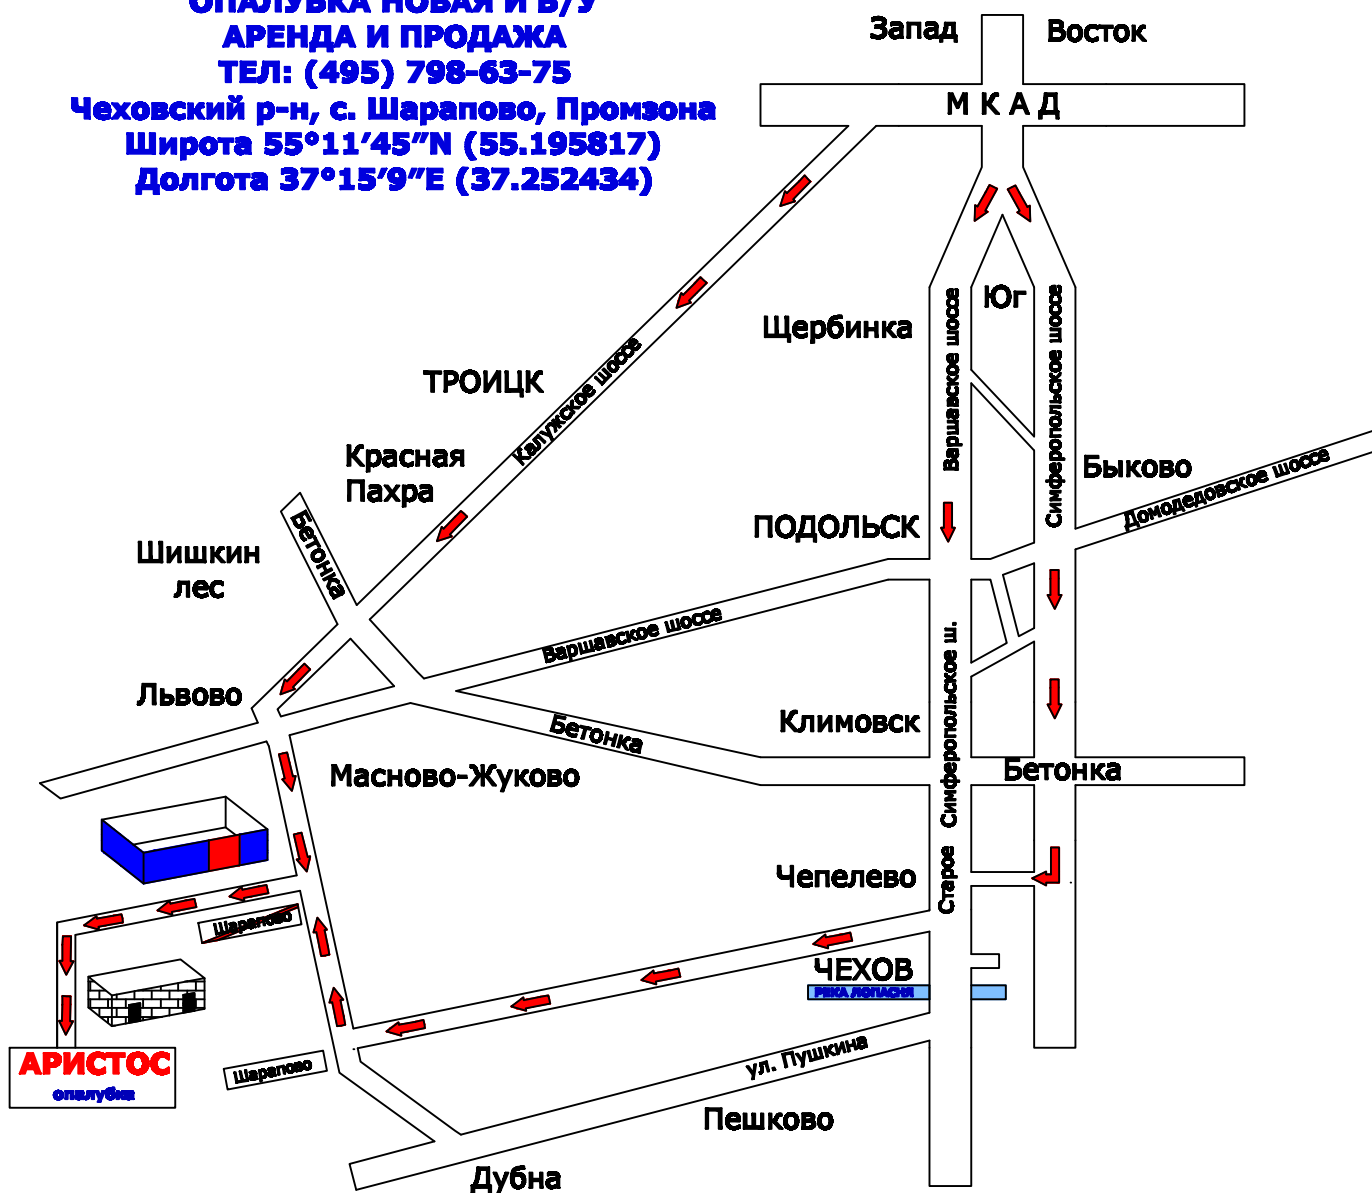 ОПАЛУБКА НОВАЯ И Б/У
АРЕНДА И ПРОДАЖА
ТЕЛ: (495) 798-63-75
Чеховский р-н, с. Шарапово, Промзона
Широта 55°11′45″N (55.195817)
Долгота 37°15′9″E (37.252434)
Запад
Восток
М К А Д
Юг
Щербинка
Варшавское шоссе
Симферопольское шоссе
ТРОИЦК
Калужское шоссе
Красная
Пахра
Быково
Домодедовское шоссе
ПОДОЛЬСК
Бетонка
Шишкин
лес
Варшавское шоссе
Львово
Климовск
Старое Симферопольское ш.
Бетонка
Бетонка
Масново-Жуково
Чепелево
Шарапово
ЧЕХОВ
РЕКА ЛОПАСНЯ
АРИСТОС
опалубка
Шарапово
ул. Пушкина
Пешково
Дубна